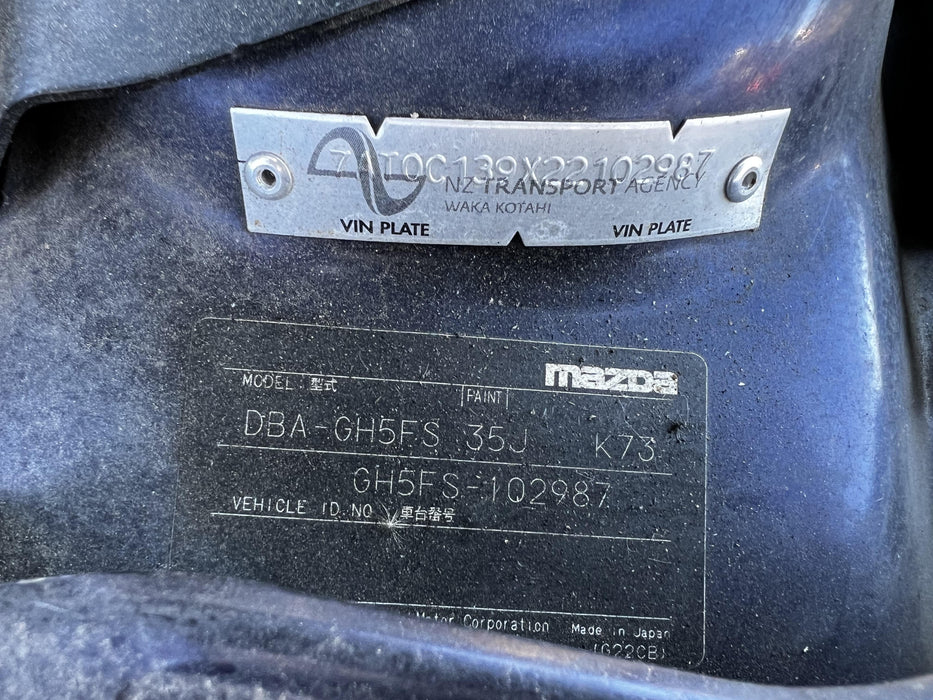 7AT0C139X22102987
NZ TRANSPORT AGENCY
WAKA KOTAHI
VIN PLATE VIN PLATE
mazda
MODEL 型式 PAINT
DBA-GH5FS 35J K73
GH5FS-102987
VEHICLE ID.NO 車台番号
Motor Corporation Made in Japan
(G22CB)